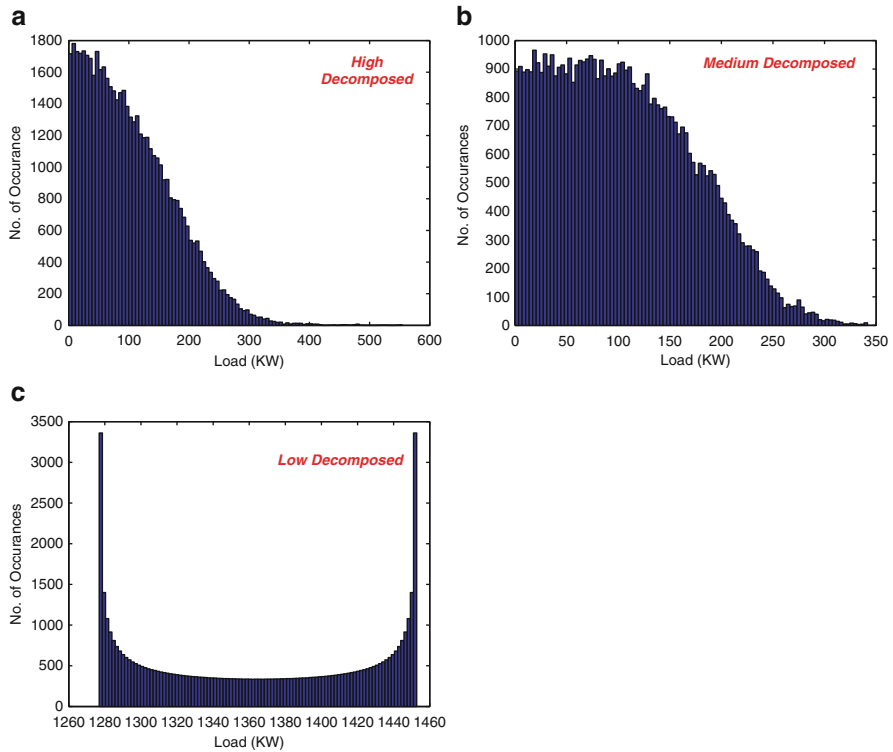 a
1800
1600
1400
1200
1000
800
600
400
200
0
No. of Occurance
High
Decomposed
0 100 200 300 400 500 600
Load (KW)
b
1000
900
800
700
600
500
400
300
200
100
0
No. of Occurances
Medium Decomposed
0 50 100 150 200 250 300 350
Load (KW)
c
3500
3000
2500
2000
1500
1000
500
0
No. of Occurances
Low Decomposed
1260 1280 1300 1320 1340 1360 1380 1400 1420 1440 1460
Load (KW)